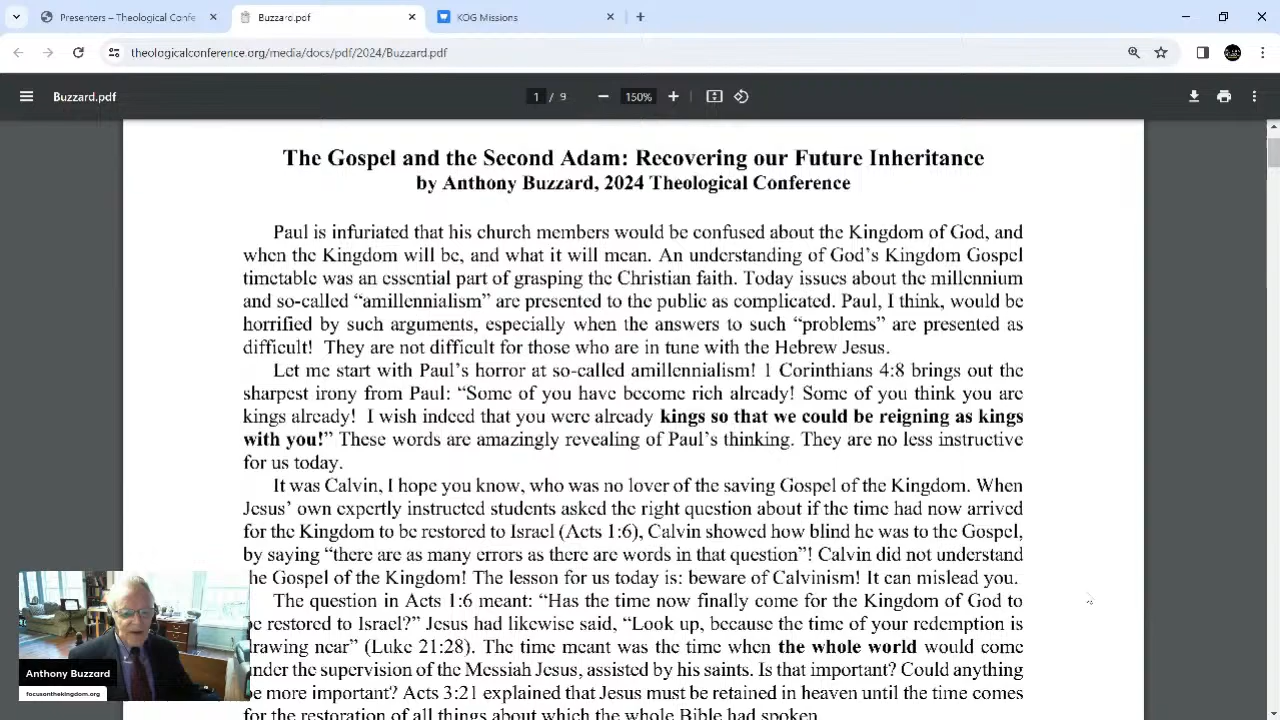 Presenters – Theological Confe
Buzzard.pdf
KOG Missions
theologicalconference.org/media/docs/pdf/2024/Buzzard.pdf
Buzzard.pdf
1 / 9
150%
The Gospel and the Second Adam: Recovering our Future Inheritance
by Anthony Buzzard, 2024 Theological Conference
Paul is infuriated that his church members would be confused about the Kingdom of God, and
when the Kingdom will be, and what it will mean. An understanding of God's Kingdom Gospel
timetable was an essential part of grasping the Christian faith. Today issues about the millennium
and so-called “amillennialism” are presented to the public as complicated. Paul, I think, would be
horrified by such arguments, especially when the answers to such “problems” are presented as
difficult! They are not difficult for those who are in tune with the Hebrew Jesus.
Let me start with Paul's horror at so-called amillennialism! 1 Corinthians 4:8 brings out the
sharpest irony from Paul: “Some of you have become rich already! Some of you think you are
kings already! I wish indeed that you were already kings so that we could be reigning as kings
with you!” These words are amazingly revealing of Paul's thinking. They are no less instructive
for us today.
It was Calvin, I hope you know, who was no lover of the saving Gospel of the Kingdom. When
Jesus' own expertly instructed students asked the right question about if the time had now arrived
for the Kingdom to be restored to Israel (Acts 1:6), Calvin showed how blind he was to the Gospel,
by saying “there are as many errors as there are words in that question”! Calvin did not understand
he Gospel of the Kingdom! The lesson for us today is: beware of Calvinism! It can mislead you.
The question in Acts 1:6 meant: “Has the time now finally come for the Kingdom of God to
be restored to Israel?” Jesus had likewise said, “Look up, because the time of your redemption is
rawing near” (Luke 21:28). The time meant was the time when the whole world would come
nder the supervision of the Messiah Jesus, assisted by his saints. Is that important? Could anything
be more important? Acts 3:21 explained that Jesus must be retained in heaven until the time comes
for the restoration of all things about which the whole Bible had spoken.
Anthony Buzzard
focusonthekingdom.org